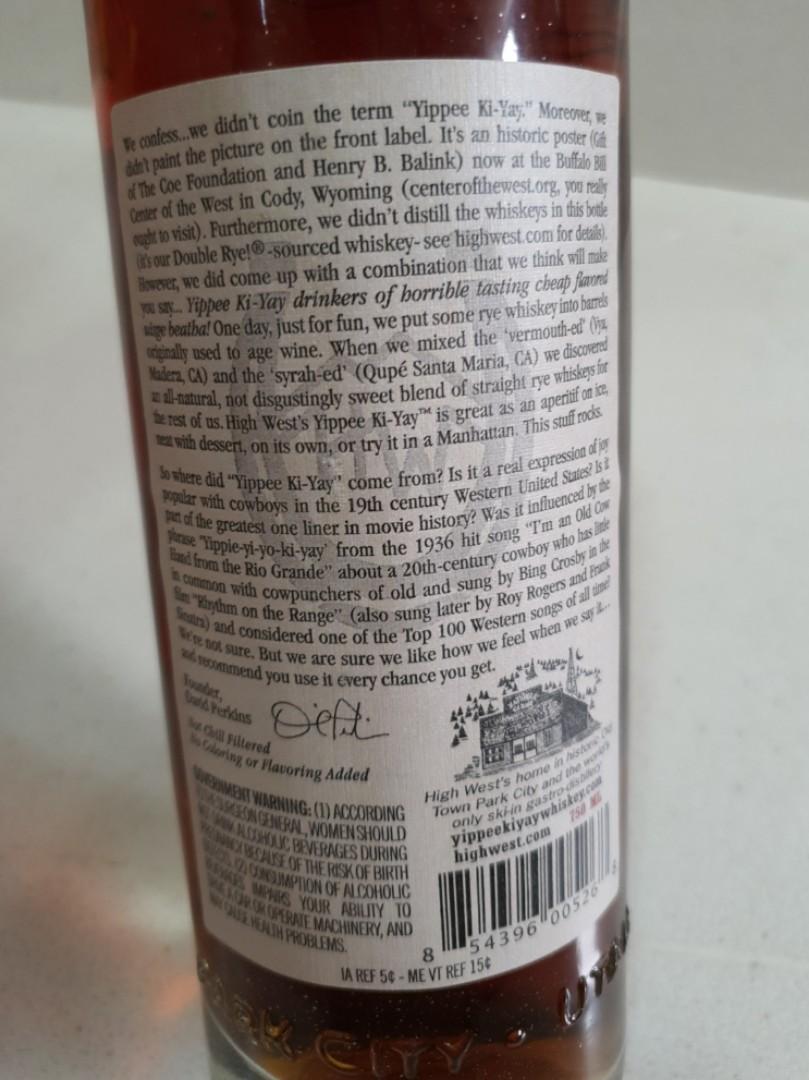 We confess...we didn't coin the term “Yippee Ki-Yay.” Moreover, we
didn't paint the picture on the front label. It's an historic poster (Gift
of The Coe Foundation and Henry B. Balink) now at the Buffalo Bill
Center of the West in Cody, Wyoming (centerofthewest.org, you really
ought to visit). Furthermore, we didn't distill the whiskeys in this bottle
(it's our Double Rye!®-sourced whiskey- see highwest.com for details).
However, we did come up with a combination that we think will make
you say... Yippee Ki-Yay drinkers of horrible tasting cheap flavored
uisge beatha! One day, just for fun, we put some rye whiskey into barrels
originally used to age wine. When we mixed the 'vermouth-ed' (Vya,
Madera, CA) and the 'syrah-ed' (Qupé Santa Maria, CA) we discovered
an all-natural, not disgustingly sweet blend of straight rye whiskeys for
the rest of us. High West's Yippee Ki-Yay™ is great as an aperitif on ice,
neat with dessert, on its own, or try it in a Manhattan. This stuff rocks.
So where did “Yippee Ki-Yay” come from? Is it a real expression of joy
popular with cowboys in the 19th century Western United States? Is it
part of the greatest one liner in movie history? Was it influenced by the
phrase 'Yippie-yi-yo-ki-yay' from the 1936 hit song “I'm an Old Cow
Hand from the Rio Grande” about a 20th-century cowboy who has little
in common with cowpunchers of old and sung by Bing Crosby in the
film “Rhythm on the Range” (also sung later by Roy Rogers and Frank
Sinatra) and considered one of the Top 100 Western songs of all time?
We're not sure. But we are sure we like how we feel when we say it...
and recommend you use it every chance you get.
Founder,
David Perkins
Not Chill Filtered
No Coloring or Flavoring Added
High West's home in historic Old
Town Park City and the world's
only ski-in gastro-distillery
yippeekiyaywhiskey.com
highwest.com 750 ML
GOVERNMENT WARNING: (1) ACCORDING
TO THE SURGEON GENERAL, WOMEN SHOULD
NOT DRINK ALCOHOLIC BEVERAGES DURING
PREGNANCY BECAUSE OF THE RISK OF BIRTH
DEFECTS. (2) CONSUMPTION OF ALCOHOLIC
BEVERAGES IMPAIRS YOUR ABILITY TO
DRIVE A CAR OR OPERATE MACHINERY, AND
MAY CAUSE HEALTH PROBLEMS.
8 54396 00526 8
IA REF 5¢ - ME VT REF 15¢
PARK CITY · UTAH